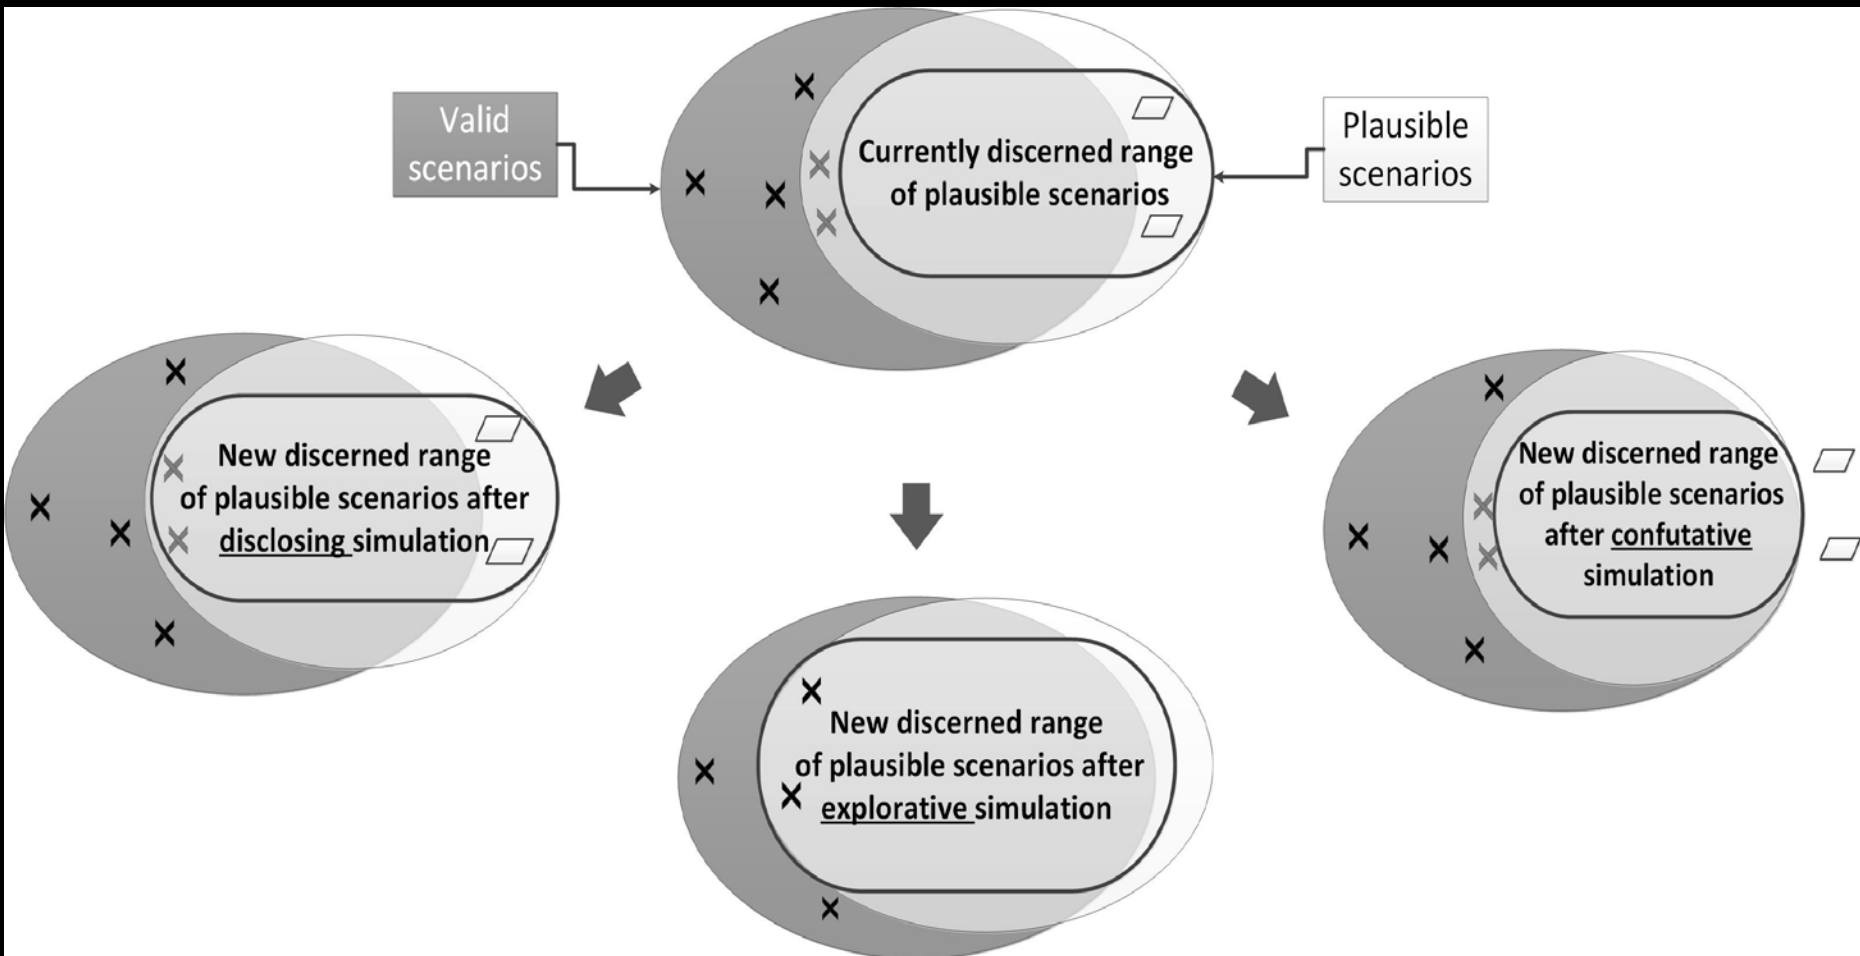 Valid
scenarios
Currently discerned range
of plausible scenarios
Plausible
scenarios
New discerned range
of plausible scenarios after
disclosing simulation
New discerned range
of plausible scenarios after
explorative simulation
New discerned range
of plausible scenarios
after confutative
simulation